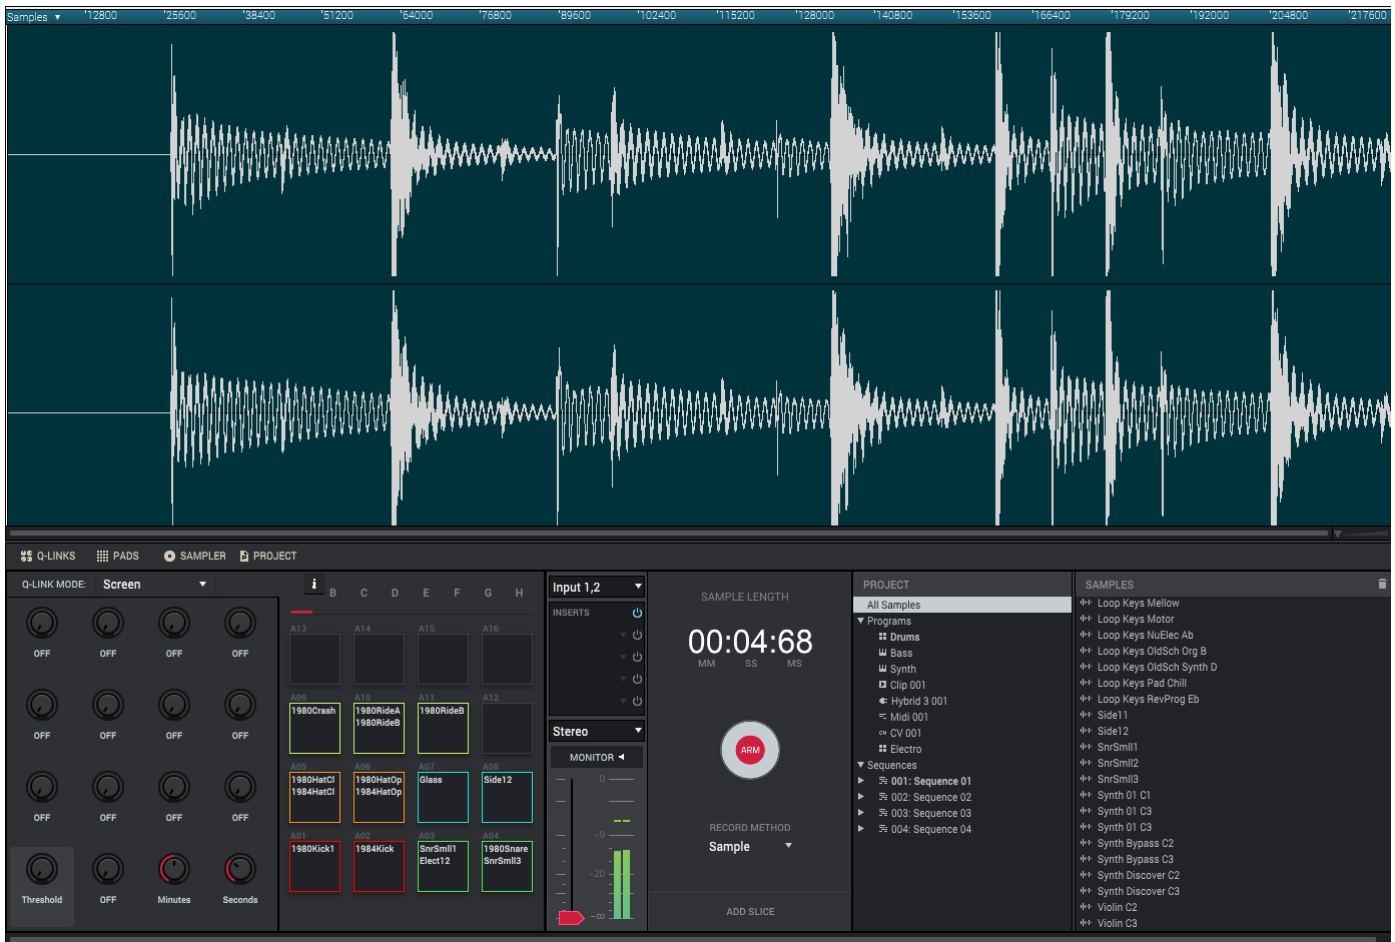 Samples ▼ '12800 '25600 '38400 '51200 '64000 '76800 '89600 '102400 '115200 '128000 '140800 '153600 '166400 '179200 '192000 '204800 '217600
Q-LINKS PADS SAMPLER PROJECT
Q-LINK MODE: Screen
OFF OFF OFF OFF
OFF OFF OFF OFF
OFF OFF OFF OFF
Threshold OFF Minutes Seconds
i B C D E F G H
A13 A14 A15 A16
A09 A10 A11 A12
1980Crash 1980RideA 1980RideB
1980RideB
A05 A06 A07 A08
1980HatCl 1980HatOp Glass Side12
1984HatCl 1984HatOp
A01 A02 A03 A04
1980Kick1 1984Kick SnrSmll1 1980Snare
Elect12 SnrSmll3
Input 1,2
INSERTS
Stereo
MONITOR
0
-9
-20
-∞
SAMPLE LENGTH
00:04:68
MM SS MS
ARM
RECORD METHOD
Sample
ADD SLICE
PROJECT
All Samples
Programs
Drums
Bass
Synth
Clip 001
Hybrid 3 001
Midi 001
CV CV 001
Electro
Sequences
001: Sequence 01
002: Sequence 02
003: Sequence 03
004: Sequence 04
SAMPLES
Loop Keys Mellow
Loop Keys Motor
Loop Keys NuElec Ab
Loop Keys OldSch Org B
Loop Keys OldSch Synth D
Loop Keys Pad Chill
Loop Keys RevProg Eb
Side11
Side12
SnrSmll1
SnrSmll2
SnrSmll3
Synth 01 C1
Synth 01 C3
Synth 01 C3
Synth Bypass C2
Synth Bypass C3
Synth Discover C2
Synth Discover C3
Violin C2
Violin C3